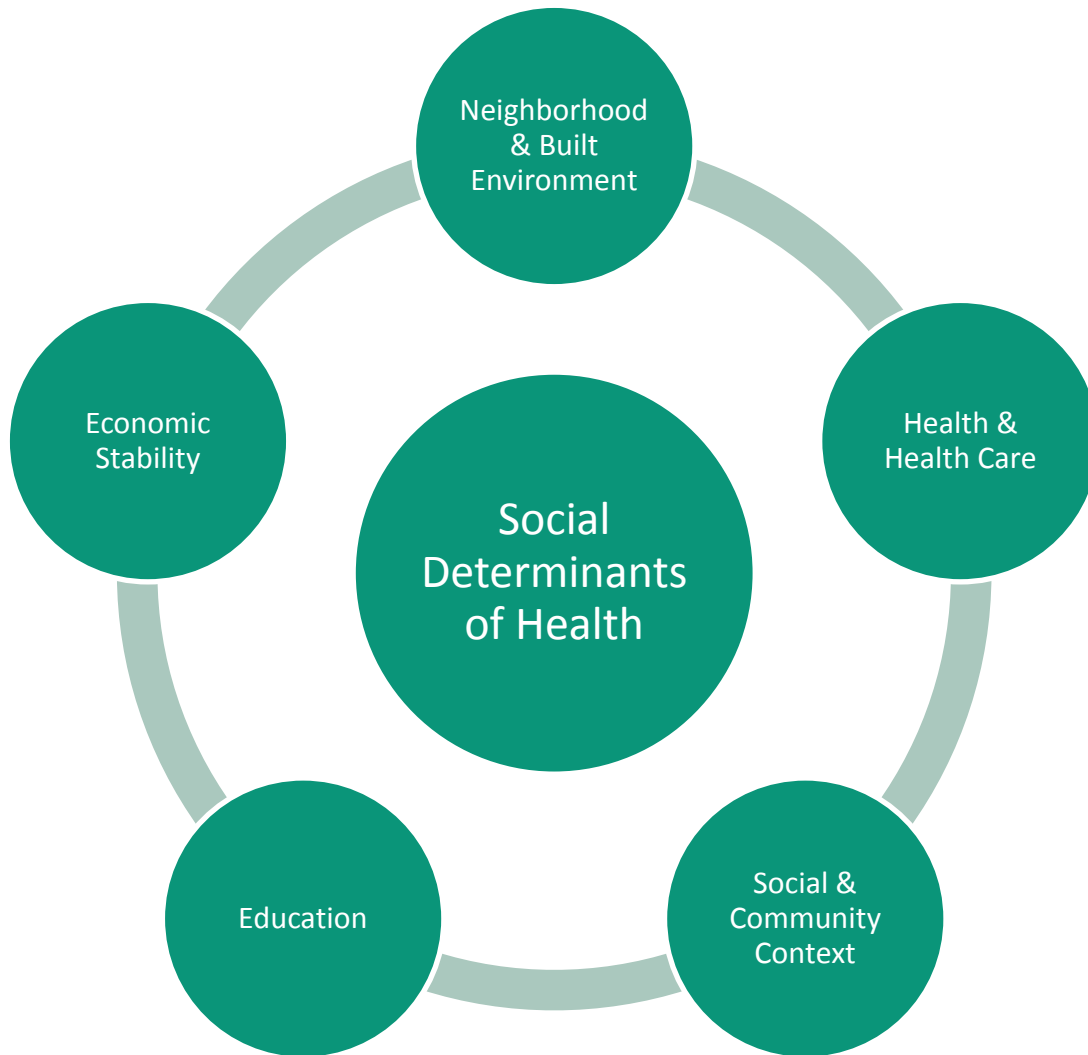 Neighborhood
& Built
Environment
Economic
Stability
Health &
Health Care
Social
Determinants
of Health
Education
Social &
Community
Context